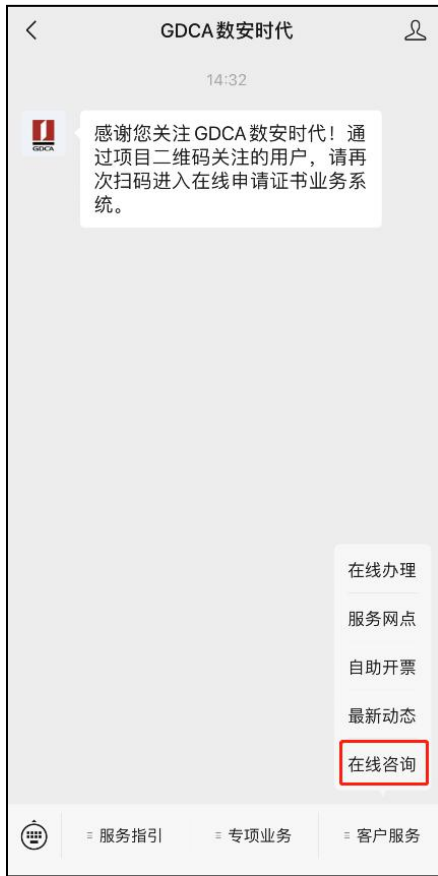 GDCA数安时代
14:32
GDCA
感谢您关注GDCA数安时代！通
过项目二维码关注的用户，请再
次扫码进入在线申请证书业务系
统。
在线办理
服务网点
自助开票
最新动态
在线咨询
服务指引
专项业务
客户服务